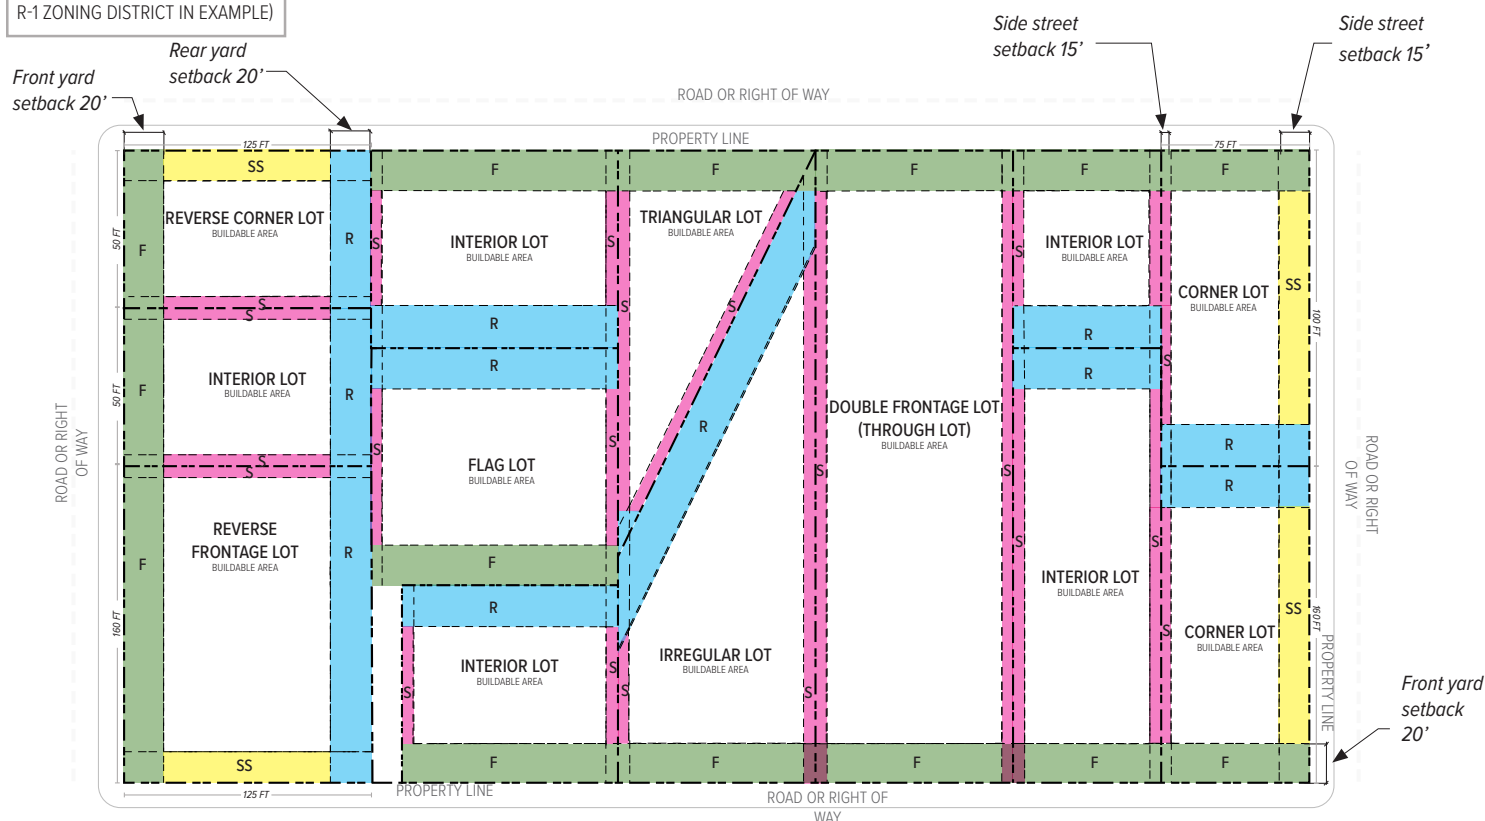 R-1 ZONING DISTRICT IN EXAMPLE)
Front yard
setback 20'
Rear yard
setback 20'
Side street
setback 15'
Side street
setback 15'
ROAD OR RIGHT OF WAY
PROPERTY LINE
125 FT
75 FT
SS
F
F
F
F
F
REVERSE CORNER LOT
BUILDABLE AREA
50 FT
F
R
S
INTERIOR LOT
BUILDABLE AREA
S
TRIANGULAR LOT
BUILDABLE AREA
S
S
INTERIOR LOT
BUILDABLE AREA
S
CORNER LOT
BUILDABLE AREA
SS
100 FT
S
S
R
R
R
R
S
INTERIOR LOT
BUILDABLE AREA
50 FT
F
R
S
FLAG LOT
BUILDABLE AREA
S
R
DOUBLE FRONTAGE LOT
(THROUGH LOT)
BUILDABLE AREA
S
S
R
R
ROAD OR RIGHT
OF WAY
ROAD OR RIGHT
OF WAY
S
S
REVERSE
FRONTAGE LOT
BUILDABLE AREA
F
R
160 FT
F
R
INTERIOR LOT
BUILDABLE AREA
S
S
S
IRREGULAR LOT
BUILDABLE AREA
S
S
INTERIOR LOT
BUILDABLE AREA
S
S
CORNER LOT
BUILDABLE AREA
SS
160 FT
PROPERTY LINE
Front yard
setback
20'
SS
F
F
F
F
F
125 FT
PROPERTY LINE
ROAD OR RIGHT OF
WAY